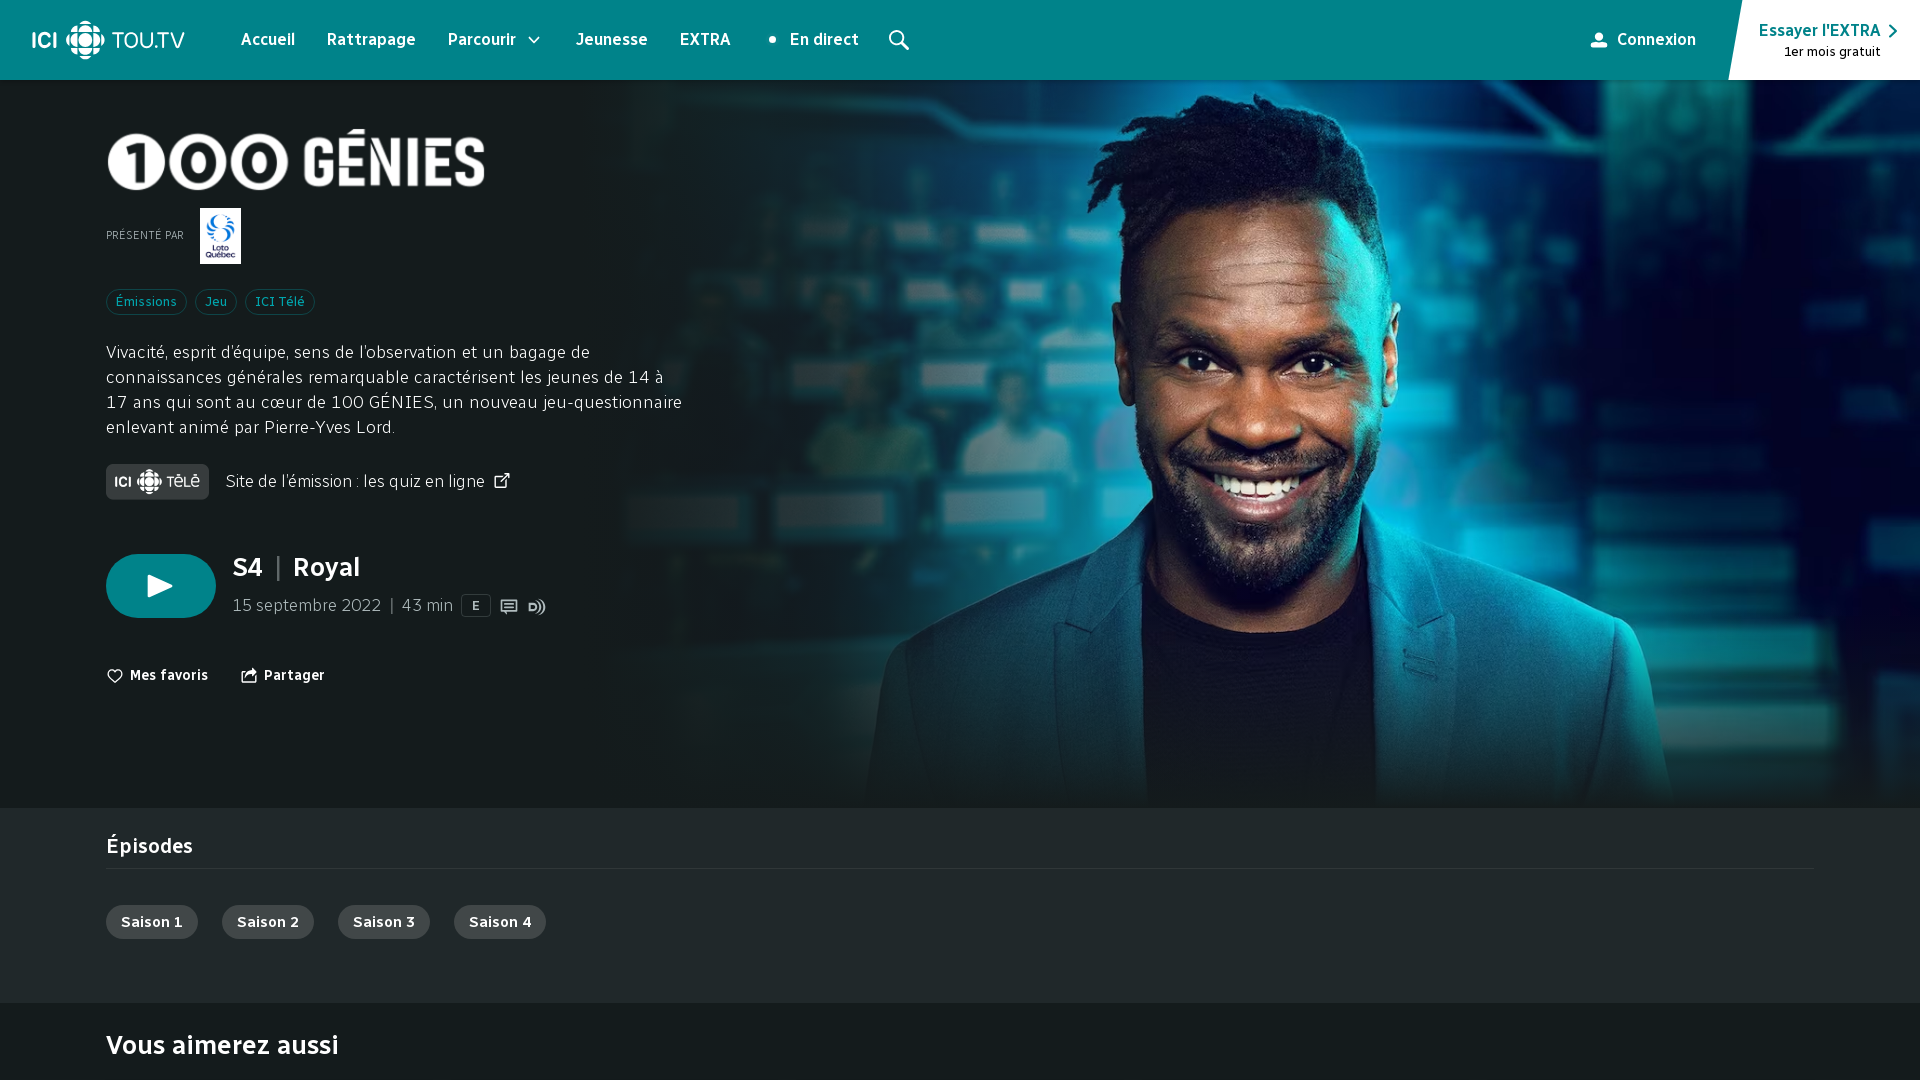 ICI TOU.TV
Accueil
Rattrapage
Parcourir
Jeunesse
EXTRA
En direct
Connexion
Essayer l'EXTRA
1er mois gratuit
100 GÉNIES
PRÉSENTÉ PAR
Loto
Québec
Émissions
Jeu
ICI Télé
Vivacité, esprit d'équipe, sens de l'observation et un bagage de
connaissances générales remarquable caractérisent les jeunes de 14 à
17 ans qui sont au cœur de 100 GÉNIES, un nouveau jeu-questionnaire
enlevant animé par Pierre-Yves Lord.
ICI TÉLÉ
Site de l'émission : les quiz en ligne
S4 | Royal
15 septembre 2022 | 43 min E D
Mes favoris
Partager
Épisodes
Saison 1
Saison 2
Saison 3
Saison 4
Vous aimerez aussi